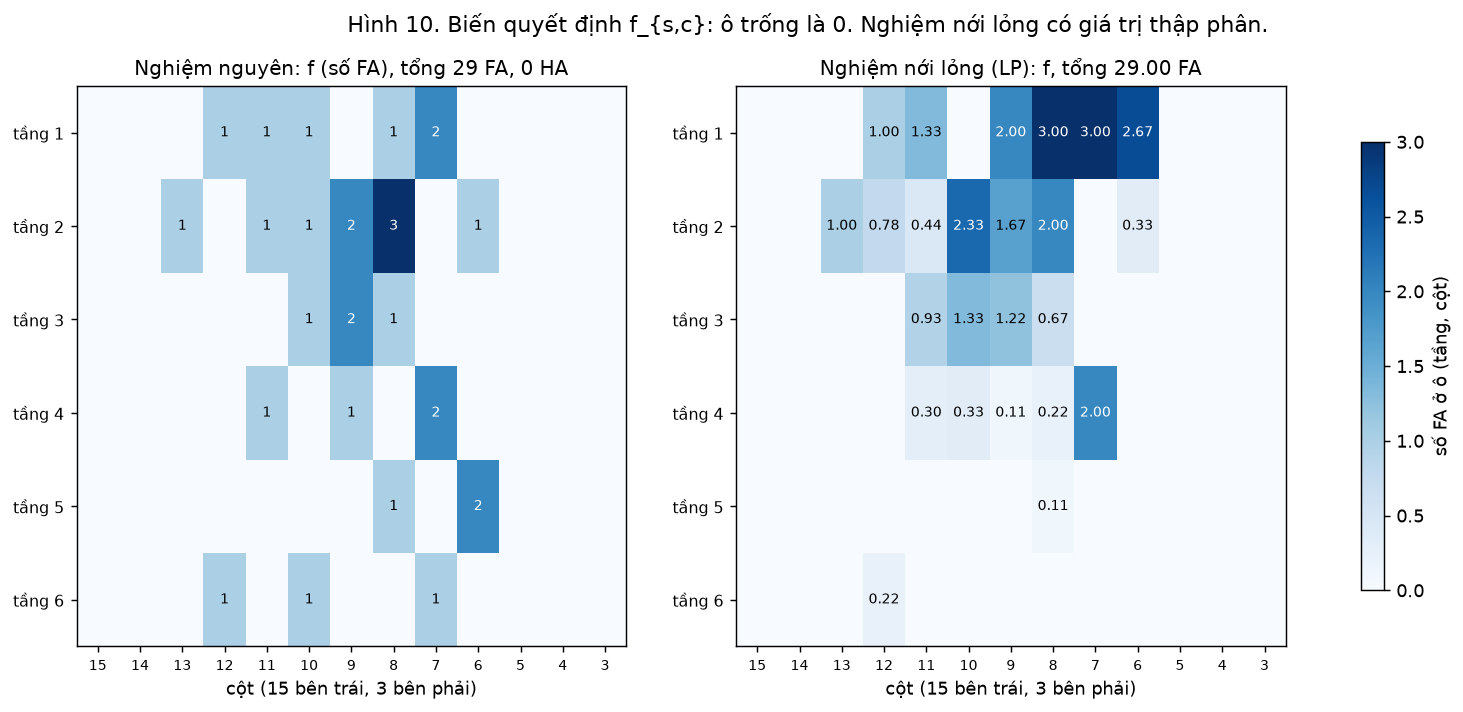 Hình 10. Biến quyết định f_{s,c}: ô trống là 0. Nghiệm nới lỏng có giá trị thập phân.
Nghiệm nguyên: f (số FA), tổng 29 FA, 0 HA
tầng 1
1 1 1 1 2
tầng 2
1 1 1 2 3 1
tầng 3
1 2 1
tầng 4
1 1 2
tầng 5
1 2
tầng 6
1 1 1
15 14 13 12 11 10 9 8 7 6 5 4 3
cột (15 bên trái, 3 bên phải)
Nghiệm nới lỏng (LP): f, tổng 29.00 FA
tầng 1
1.00 1.33 2.00 3.00 3.00 2.67
tầng 2
1.00 0.78 0.44 2.33 1.67 2.00 0.33
tầng 3
0.93 1.33 1.22 0.67
tầng 4
0.30 0.33 0.11 0.22 2.00
tầng 5
0.11
tầng 6
0.22
15 14 13 12 11 10 9 8 7 6 5 4 3
cột (15 bên trái, 3 bên phải)
3.0
2.5
2.0
1.5
1.0
0.5
0.0
số FA ở ô (tầng, cột)